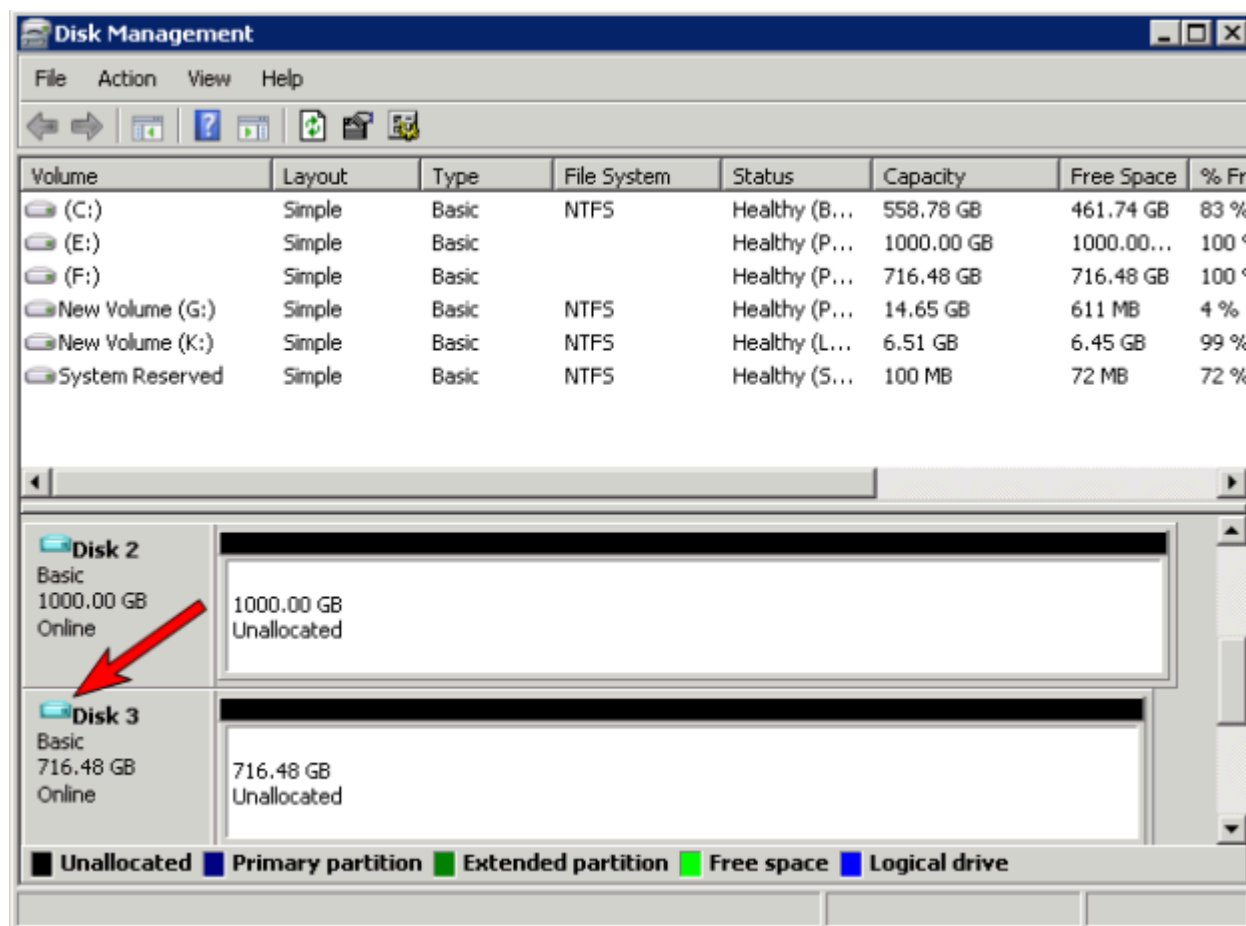 Disk Management
File Action View Help
Volume Layout Type File System Status Capacity Free Space % Fr
(C:) Simple Basic NTFS Healthy (B... 558.78 GB 461.74 GB 83 %
(E:) Simple Basic Healthy (P... 1000.00 GB 1000.00... 100 %
(F:) Simple Basic Healthy (P... 716.48 GB 716.48 GB 100 %
New Volume (G:) Simple Basic NTFS Healthy (P... 14.65 GB 611 MB 4 %
New Volume (K:) Simple Basic NTFS Healthy (L... 6.51 GB 6.45 GB 99 %
System Reserved Simple Basic NTFS Healthy (S... 100 MB 72 MB 72 %
Disk 2
Basic
1000.00 GB
Online
1000.00 GB
Unallocated
Disk 3
Basic
716.48 GB
Online
716.48 GB
Unallocated
Unallocated Primary partition Extended partition Free space Logical drive